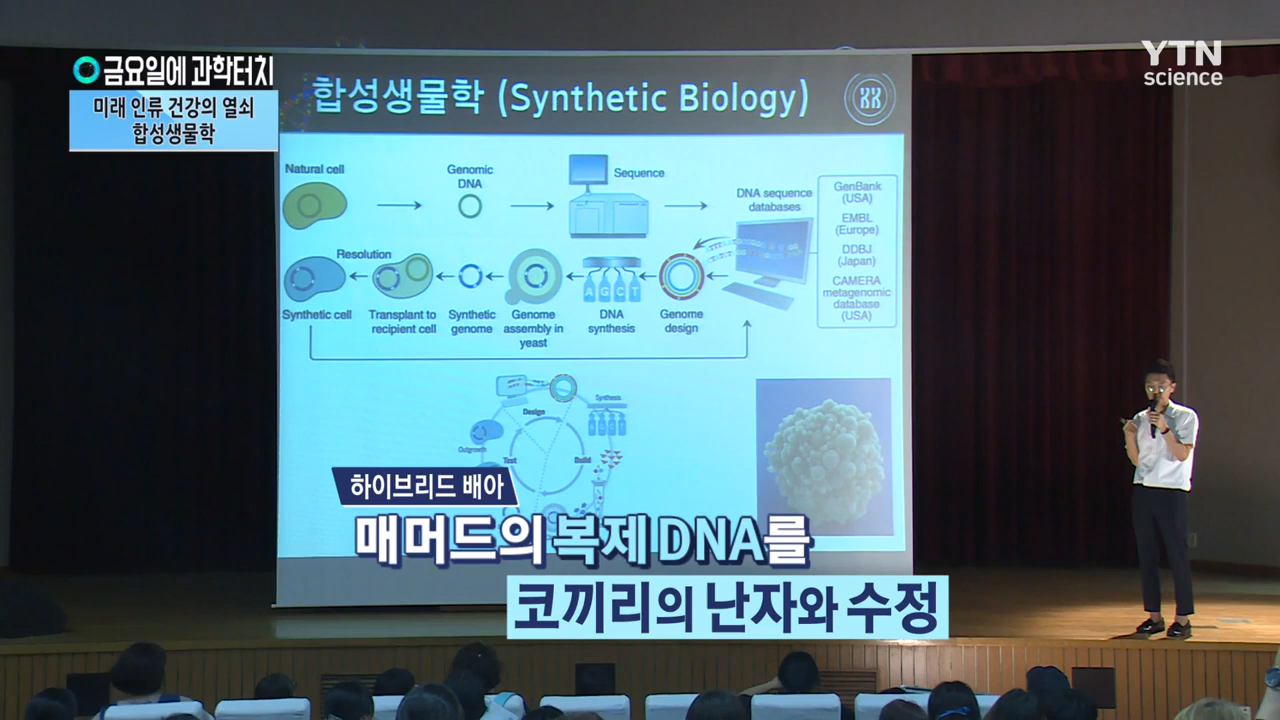 금요일에 과학터치
미래 인류 건강의 열쇠
합성생물학
YTN
science
합성생물학 (Synthetic Biology)
Natural cell
Genomic
DNA
Sequence
DNA sequence
databases
GenBank
(USA)
EMBL
(Europe)
DDBJ
(Japan)
CAMERA
metagenomic
database
(USA)
Resolution
A G C T
Synthetic cell
Transplant to
recipient cell
Synthetic
genome
Genome
assembly in
yeast
DNA
synthesis
Genome
design
Design
Synthesis
A G C T
Outgrowth
Test
Build
하이브리드 배아
매머드의 복제 DNA를
코끼리의 난자와 수정